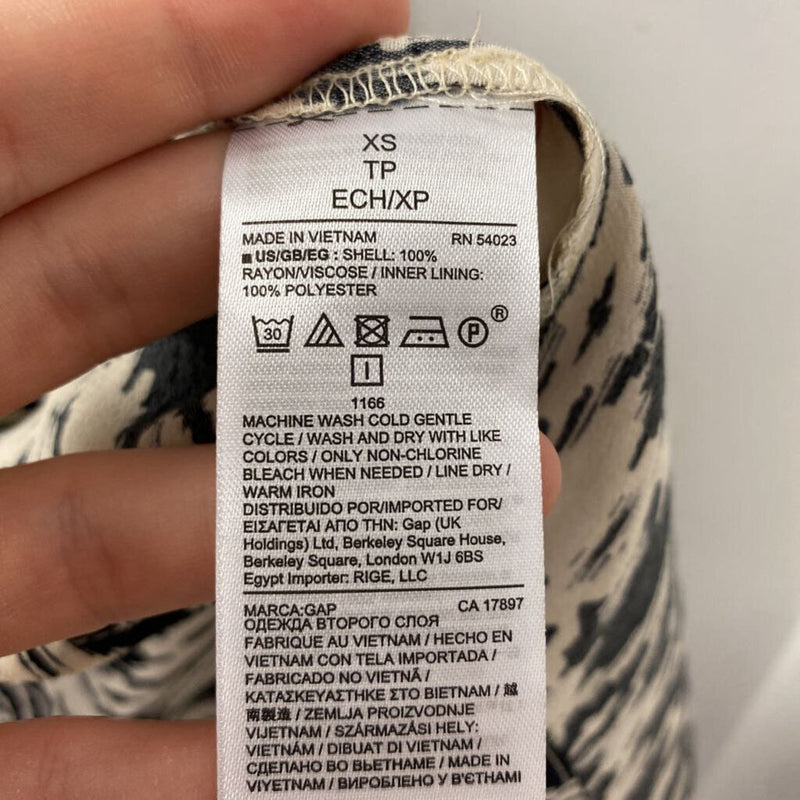 XS
TP
ECH/XP
MADE IN VIETNAM RN 54023
US/GB/EG : SHELL: 100%
RAYON/VISCOSE / INNER LINING:
100% POLYESTER
30 P ®
1166
MACHINE WASH COLD GENTLE
CYCLE / WASH AND DRY WITH LIKE
COLORS / ONLY NON-CHLORINE
BLEACH WHEN NEEDED / LINE DRY /
WARM IRON
DISTRIBUIDO POR/IMPORTED FOR/
ΕΙΣΑΓΕΤΑΙ ΑΠΟ ΤΗΝ: Gap (UK
Holdings) Ltd, Berkeley Square House,
Berkeley Square, London W1J 6BS
Egypt Importer: RIGE, LLC
MARCA:GAP CA 17897
ОДЕЖДА ВТОРОГО СЛОЯ
FABRIQUE AU VIETNAM / HECHO EN
VIETNAM CON TELA IMPORTADA /
FABRICADO NO VIETNÃ /
ΚΑΤΑΣΚΕΥΑΣΤΗΚΕ ΣΤΟ ΒΙΕΤΝΑΜ / 越
南製造 / ZEMLJA PROIZVODNJE
VIJETNAM / SZÁRMAZÁSI HELY:
VIETNÁM / DIBUAT DI VIETNAM /
СДЕЛАНО ВО ВЬЕТНАМЕ / MADE IN
VIYETNAM / ВИРОБЛЕНО У В'ЄТНАМІ